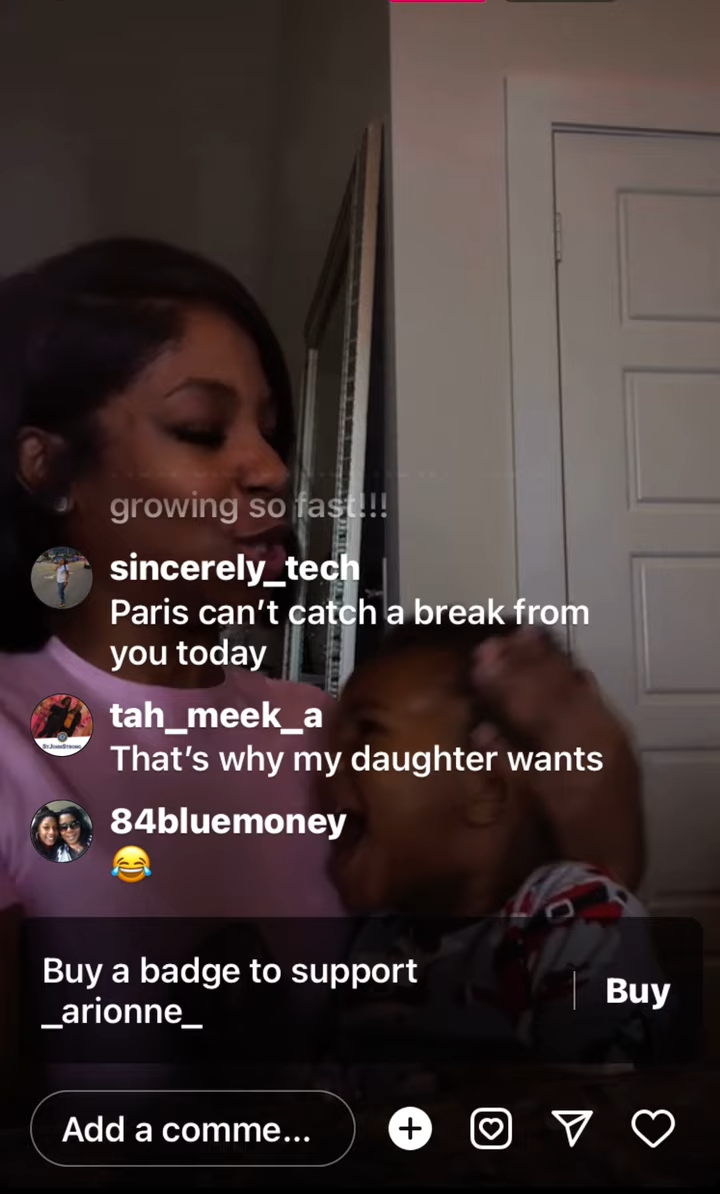 growing so fast!!!
sincerely_tech
Paris can’t catch a break from
you today
tah_meek_a
That’s why my daughter wants
84bluemoney
😂
Buy a badge to support
_arionne_
Buy
Add a comme...